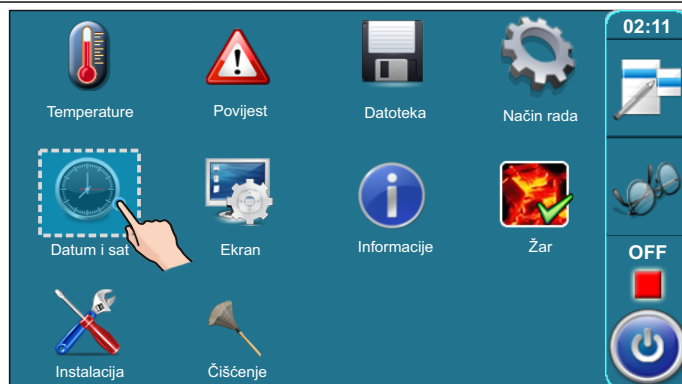 02:11
Temperature
Povijest
Datoteka
Način rada
Datum i sat
Ekran
Informacije
Žar
OFF
Instalacija
Čišćenje